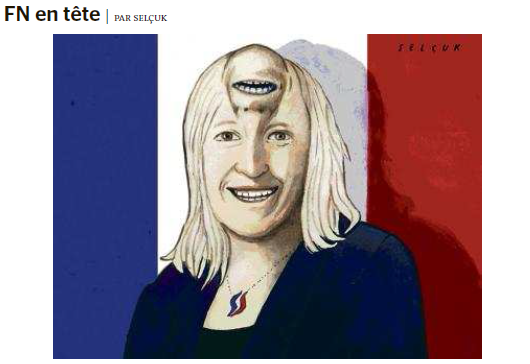 FN en tête | PAR SELÇUK
SELÇUK